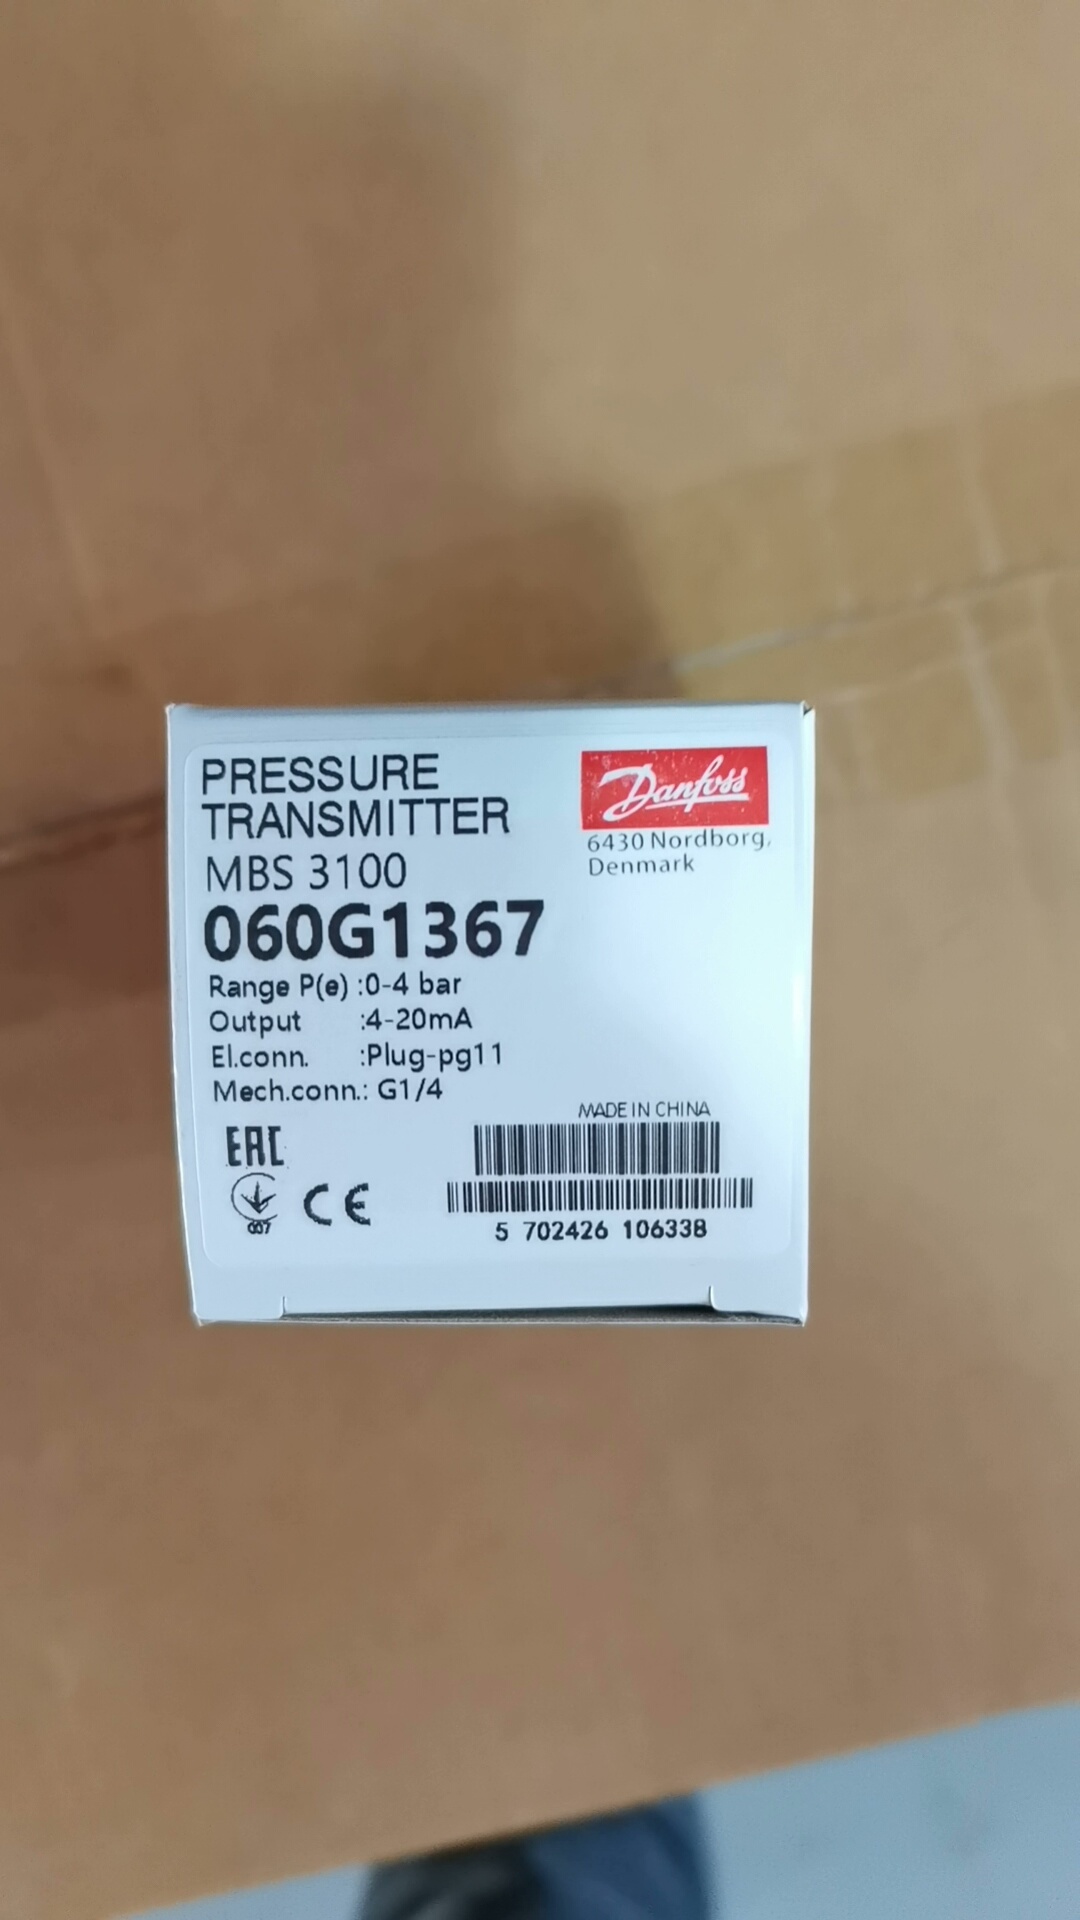 PRESSURE
TRANSMITTER
MBS 3100
060G1367
Range P(e) :0-4 bar
Output :4-20mA
El.conn. :Plug-pg11
Mech.conn.: G1/4
Danfoss
6430 Nordborg,
Denmark
MADE IN CHINA
EAC
007
CE
5 702426 106338